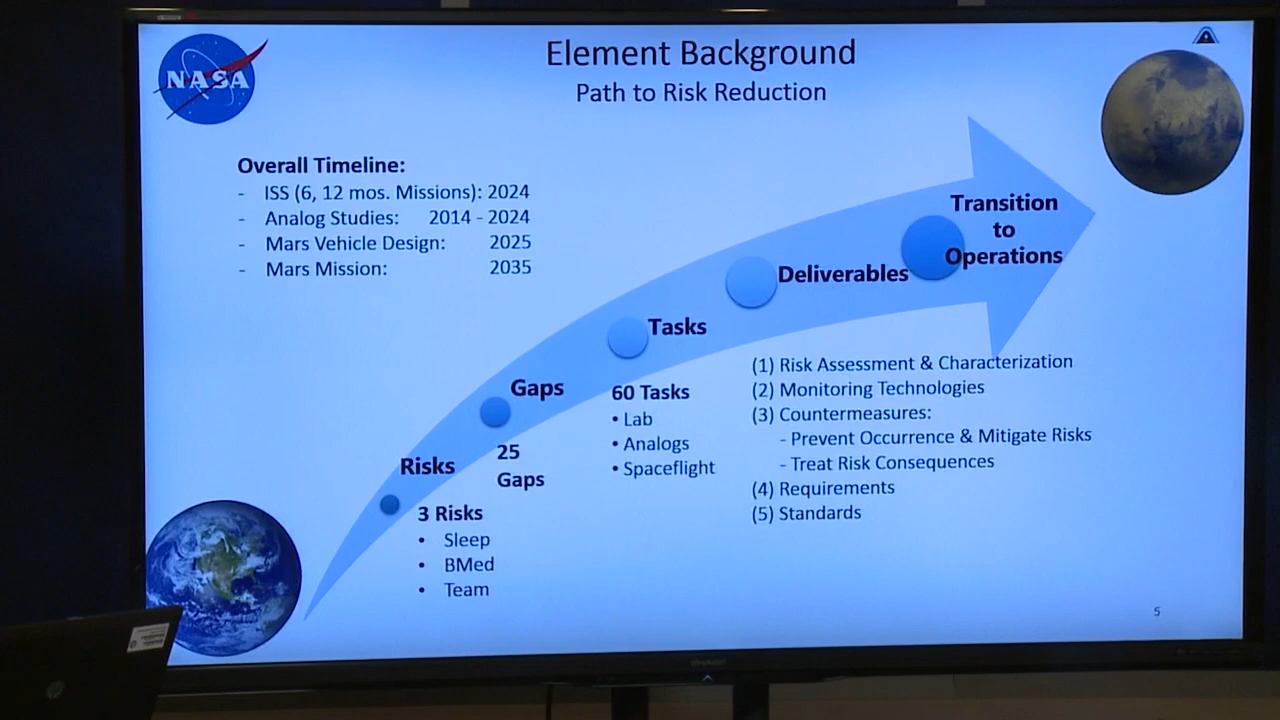 NASA
Element Background
Path to Risk Reduction
Overall Timeline:
- ISS (6, 12 mos. Missions): 2024
- Analog Studies: 2014 - 2024
- Mars Vehicle Design: 2025
- Mars Mission: 2035
Transition
to
Operations
Deliverables
Tasks
Gaps
Risks
3 Risks
• Sleep
• BMed
• Team
25
Gaps
60 Tasks
• Lab
• Analogs
• Spaceflight
(1) Risk Assessment & Characterization
(2) Monitoring Technologies
(3) Countermeasures:
- Prevent Occurrence & Mitigate Risks
- Treat Risk Consequences
(4) Requirements
(5) Standards
5